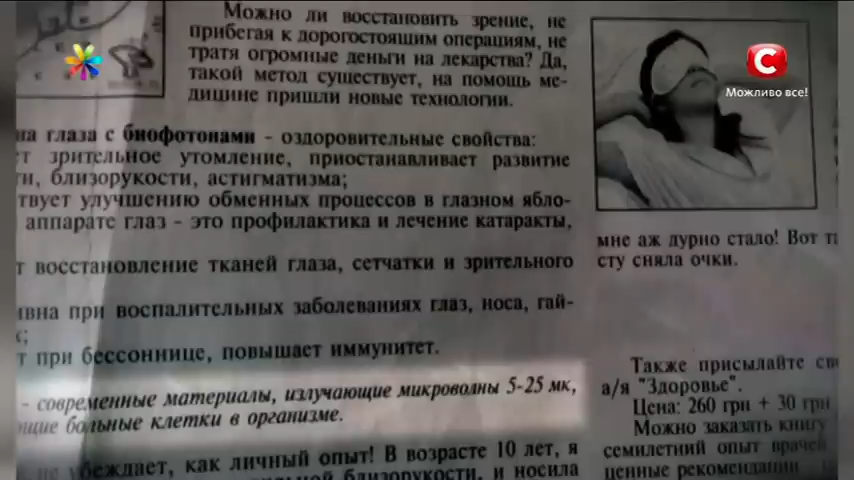 Можно ли восстановить зрение, не
прибегая к дорогостоящим операциям, не
тратя огромные деньги на лекарства? Да,
такой метод существует, на помощь ме-
дицине пришли новые технологии.
на глаза с биофотонами - оздоровительные свойства:
ет зрительное утомление, приостанавливает развитие
ти, близорукости, астигматизма;
твует улучшению обменных процессов в глазном ябло-
аппарате глаз - это профилактика и лечение катаракты,
т восстановление тканей глаза, сетчатки и зрительного
ивна при воспалительных заболеваниях глаз, носа, гай-
к;
т при бессоннице, повышает иммунитет.
- современные материалы, излучающие микроволны 5-25 мк,
ющие больные клетки в организме.
не убеждает, как личный опыт! В возрасте 10 лет, я
близорукости, и носила
С
Можливо все!
мне аж дурно стало! Вот т
сту сняла очки.
Также присылайте св
а/я "Здоровье".
Цена: 260 грн + 30 грн
Можно заказать книгу
семилетний опыт врачей
ценные рекомендации